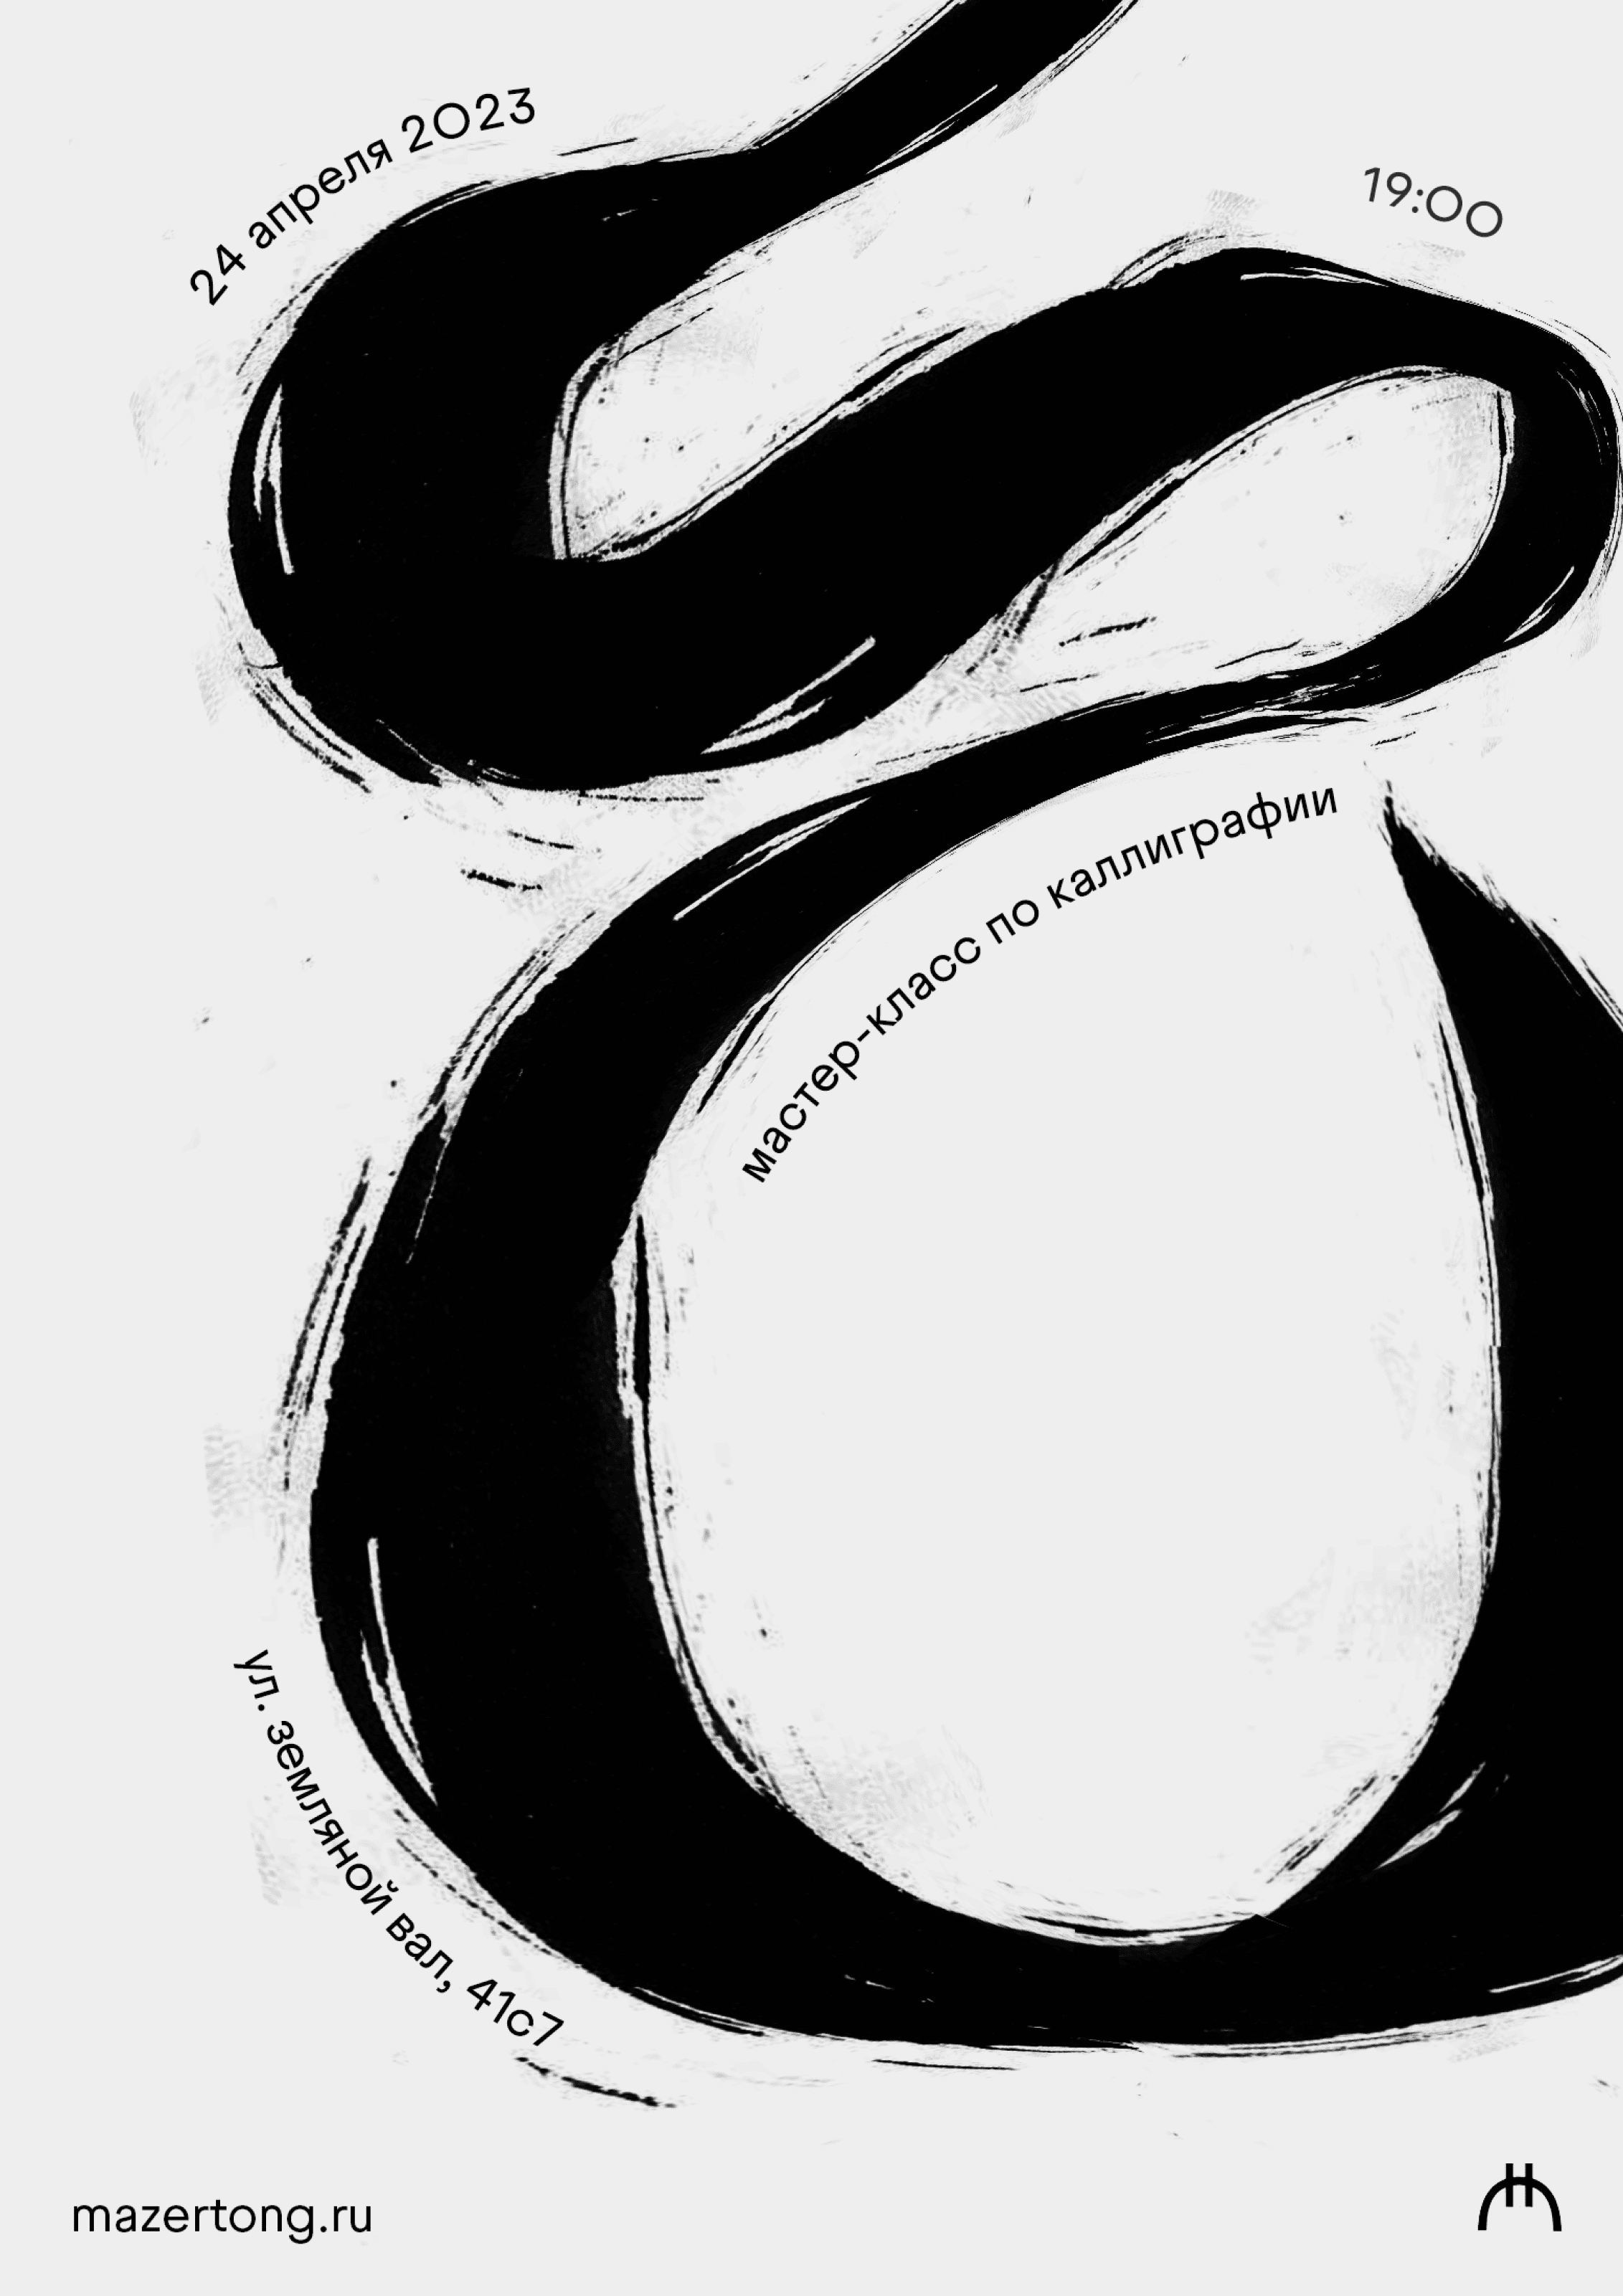 24 апреля 2023
19:00
мастер-класс по каллиграфии
ул. земляной вал, 41с7
mazertong.ru